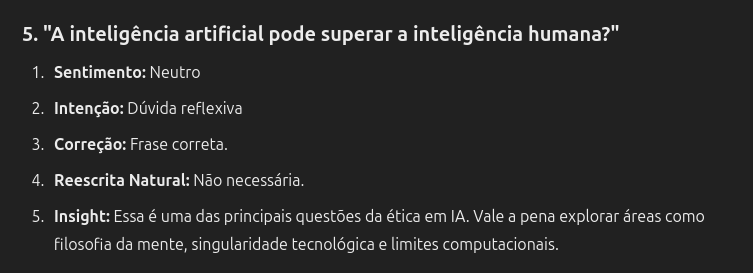 5. "A inteligência artificial pode superar a inteligência humana?"
1. Sentimento: Neutro
2. Intenção: Dúvida reflexiva
3. Correção: Frase correta.
4. Reescrita Natural: Não necessária.
5. Insight: Essa é uma das principais questões da ética em IA. Vale a pena explorar áreas como
filosofia da mente, singularidade tecnológica e limites computacionais.